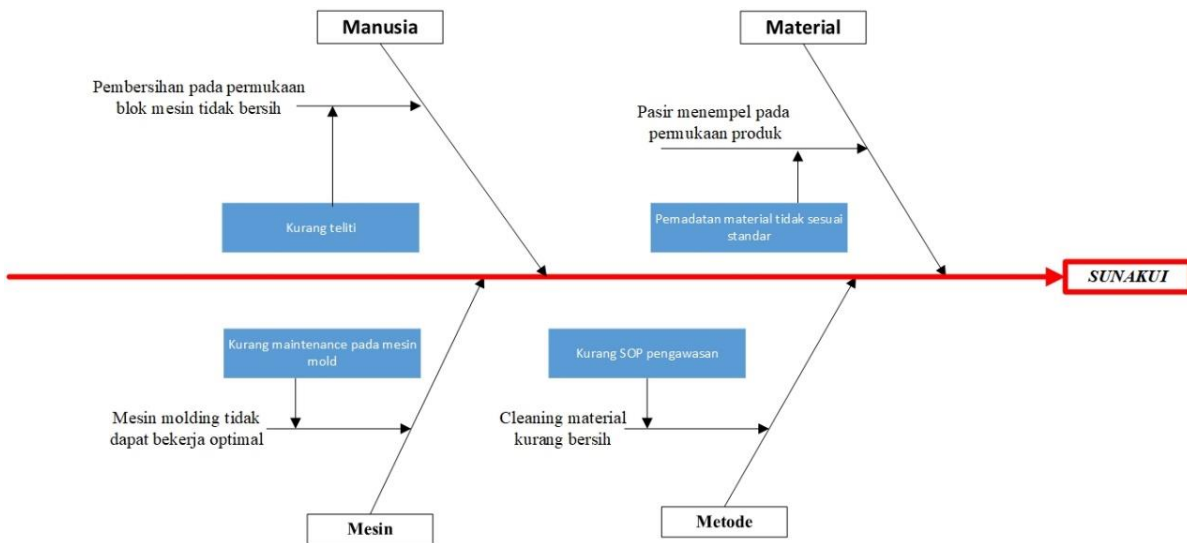 Manusia
Material
Pembersihan pada permukaan
blok mesin tidak bersih
Pasir menempel pada
permukaan produk
Kurang teliti
Pemadatan material tidak sesuai
standar
SUNAKUI
Kurang maintenance pada mesin
mold
Kurang SOP pengawasan
Mesin molding tidak
dapat bekerja optimal
Cleaning material
kurang bersih
Mesin
Metode